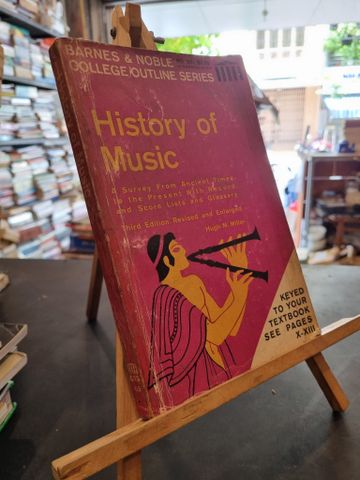 BARNES & NOBLE
COLLEGE OUTLINE SERIES
History of
Music
A Survey From Ancient Times
to the Present With Record
and Score Lists and Glossary
Third Edition Revised and Enlarged
Hugh M. Miller
KEYED
TO YOUR
TEXTBOOK
SEE PAGES
X-XIII